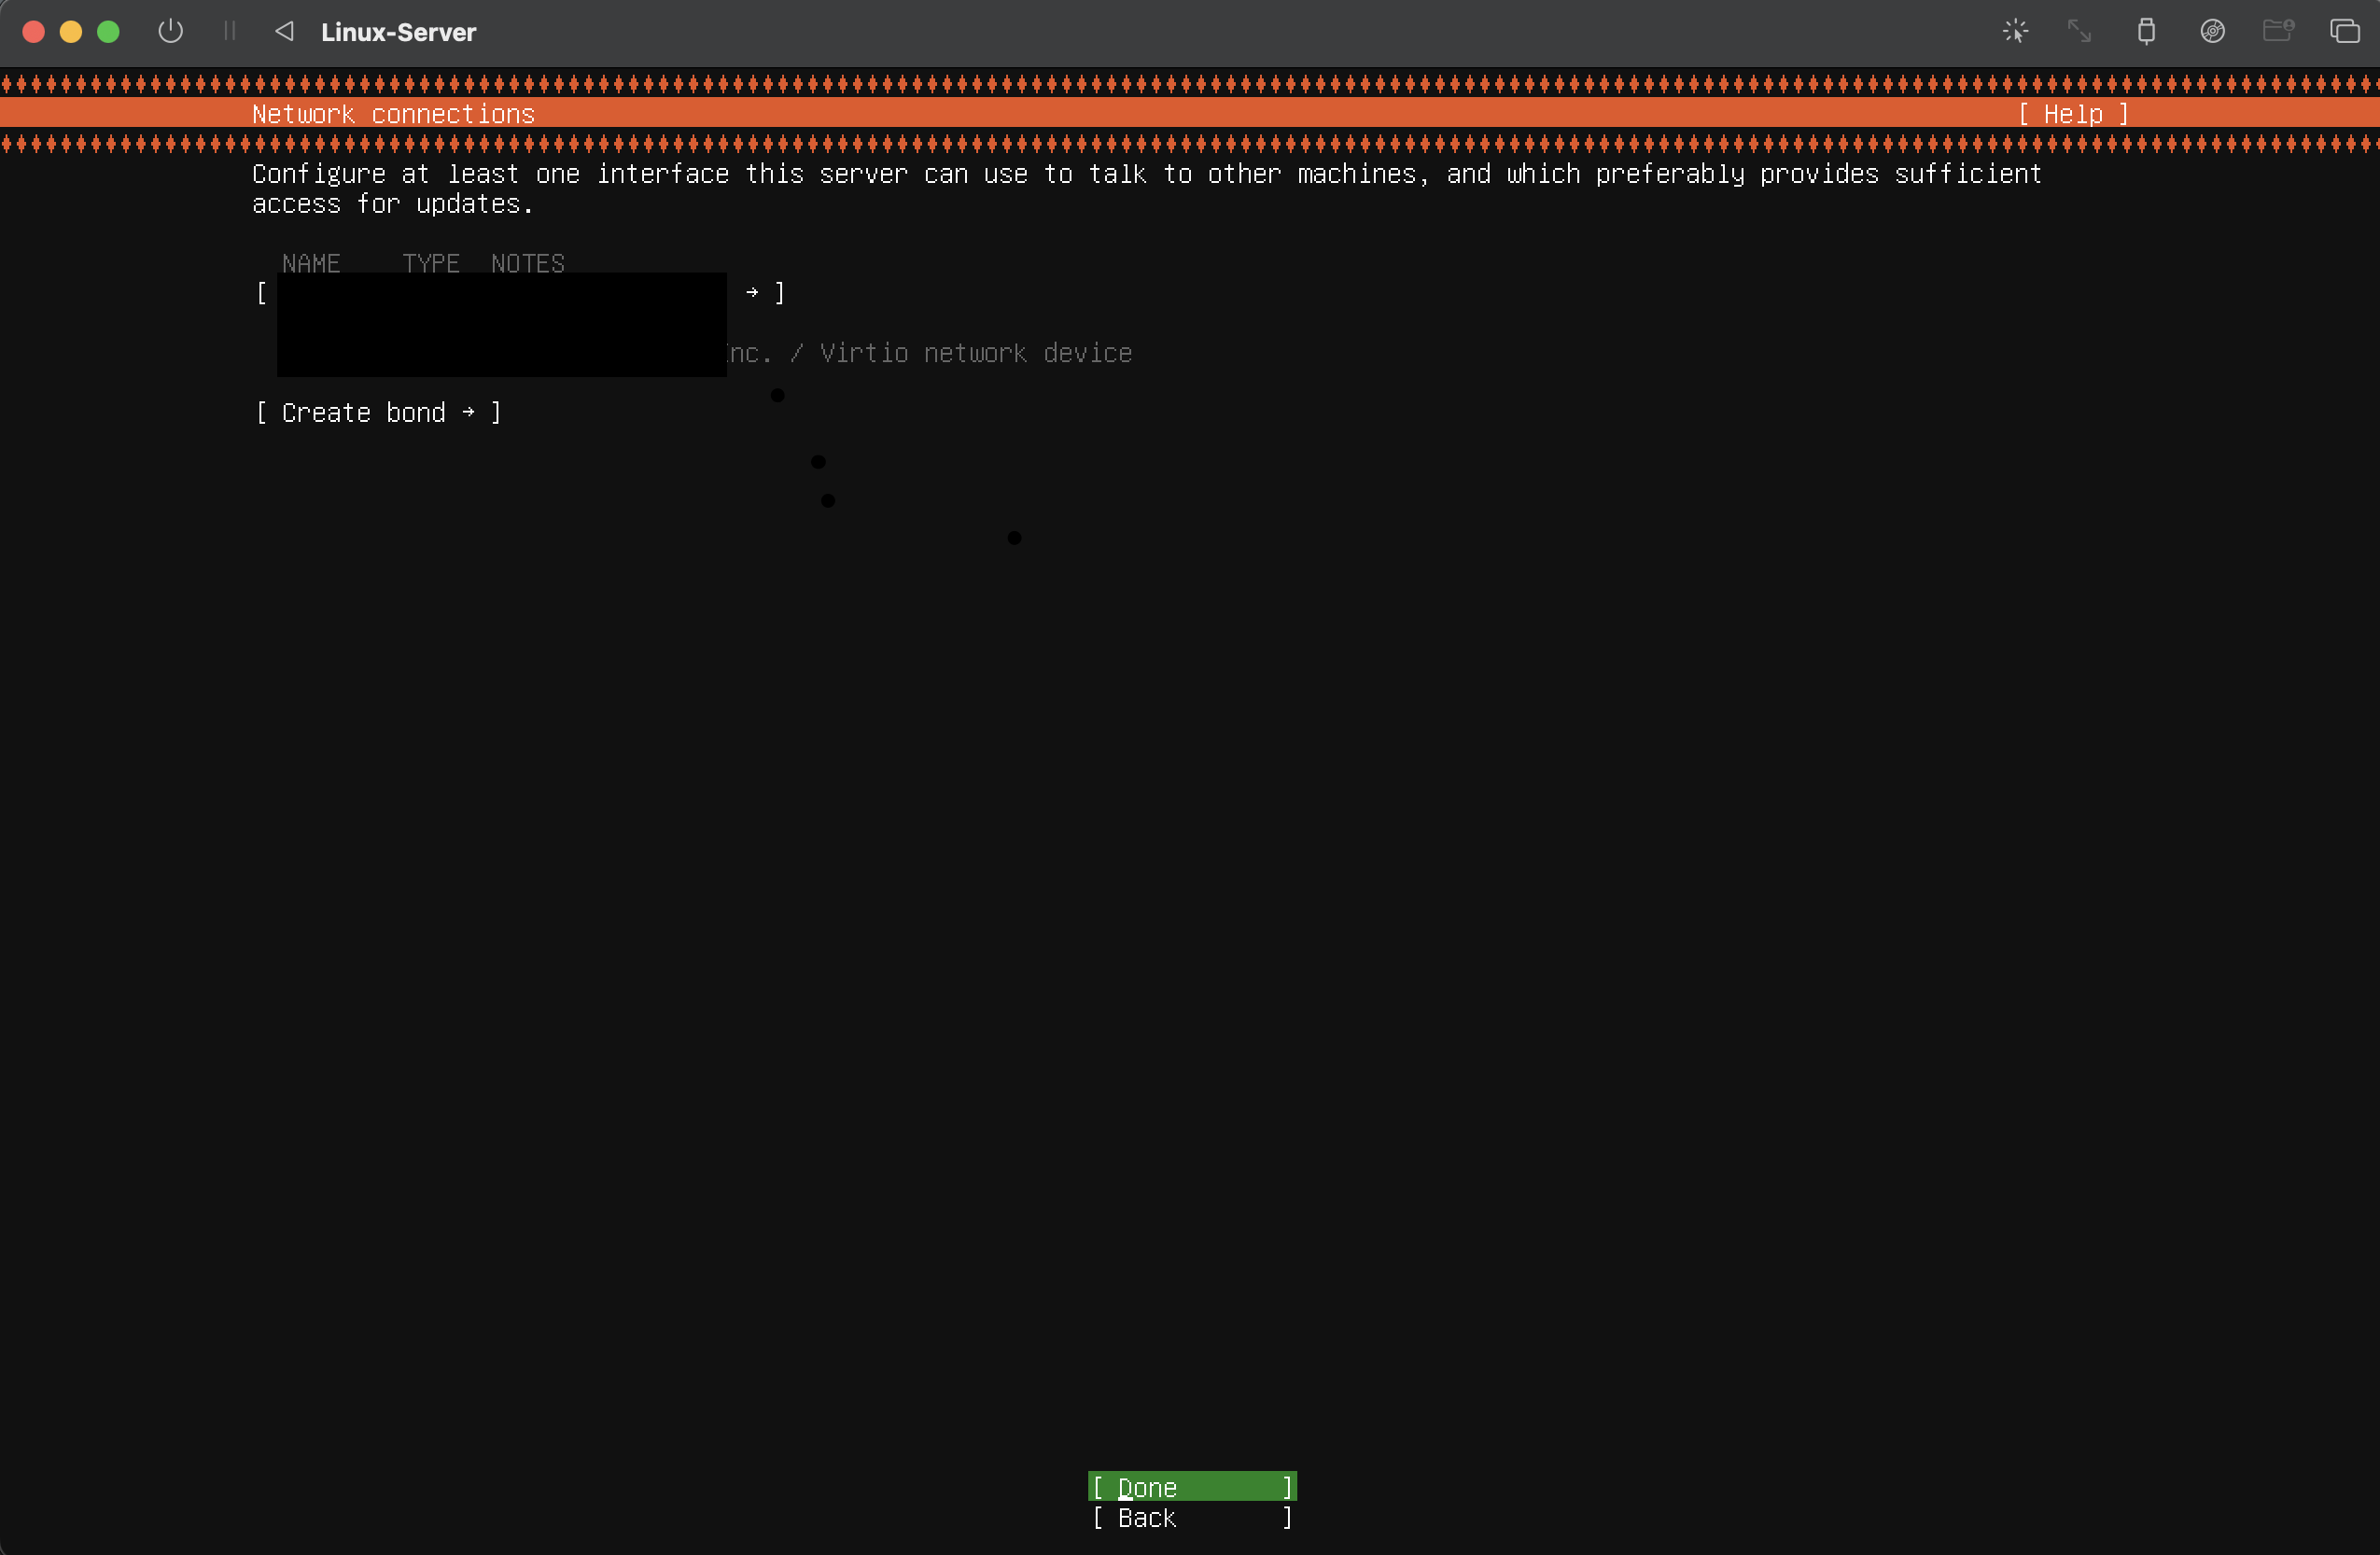 Linux-Server
Network connections [ Help ]
Configure at least one interface this server can use to talk to other machines, and which preferably provides sufficient
access for updates.
NAME TYPE NOTES
[ → ]
nc. / Virtio network device
[ Create bond → ]
[ Done ]
[ Back ]